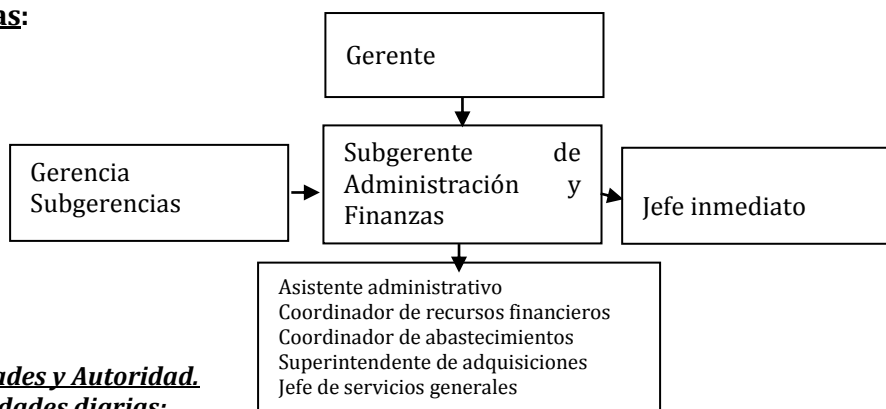 as:
Gerente
Subgerente de
Administración y
Finanzas
Gerencia
Subgerencias
Jefe inmediato
Asistente administrativo
Coordinador de recursos financieros
Coordinador de abastecimientos
Superintendente de adquisiciones
Jefe de servicios generales
ades y Autoridad.
dades diarias: